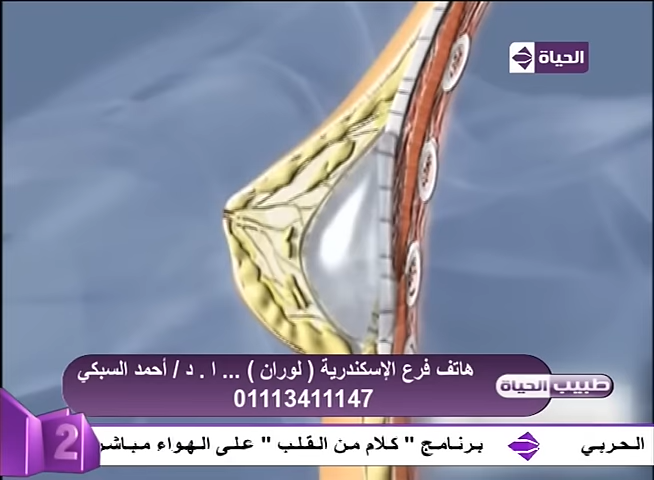 الحياة
هاتف فرع الإسكندرية ( لوران ) ... ا . د / أحمد السبكي
01113411147
طبيب الحياة
الحربي
برنامج " كلام من القلب " على الهواء مباشر
2